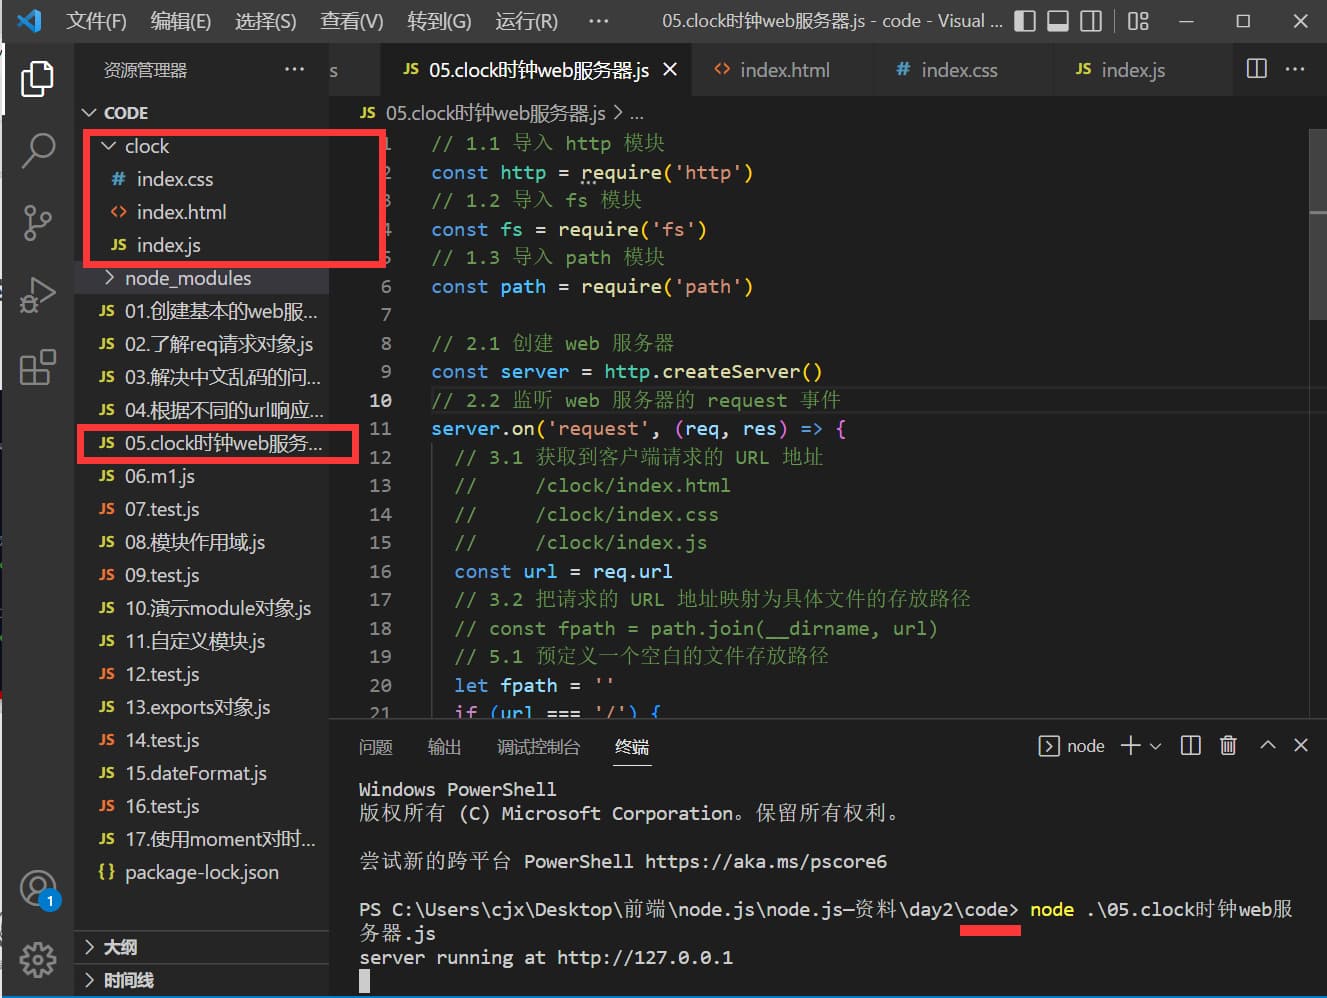 文件(F) 编辑(E) 选择(S) 查看(V) 转到(G) 运行(R) ··· 05.clock时钟web服务器.js - code - Visual ...
资源管理器 ···
s JS 05.clock时钟web服务器.js <> index.html # index.css JS index.js ···
JS 05.clock时钟web服务器.js > ...
CODE
clock
# index.css
<> index.html
JS index.js
node_modules
JS 01.创建基本的web服...
JS 02.了解req请求对象.js
JS 03.解决中文乱码的问...
JS 04.根据不同的url响应...
JS 05.clock时钟web服务...
JS 06.m1.js
JS 07.test.js
JS 08.模块作用域.js
JS 09.test.js
JS 10.演示module对象.js
JS 11.自定义模块.js
JS 12.test.js
JS 13.exports对象.js
JS 14.test.js
JS 15.dateFormat.js
JS 16.test.js
JS 17.使用moment对时...
{} package-lock.json
大纲
时间线
1
1 // 1.1 导入 http 模块
2 const http = require('http')
3 // 1.2 导入 fs 模块
4 const fs = require('fs')
5 // 1.3 导入 path 模块
6 const path = require('path')
7
8 // 2.1 创建 web 服务器
9 const server = http.createServer()
10 // 2.2 监听 web 服务器的 request 事件
11 server.on('request', (req, res) => {
12 // 3.1 获取到客户端请求的 URL 地址
13 // /clock/index.html
14 // /clock/index.css
15 // /clock/index.js
16 const url = req.url
17 // 3.2 把请求的 URL 地址映射为具体文件的存放路径
18 // const fpath = path.join(__dirname, url)
19 // 5.1 预定义一个空白的文件存放路径
20 let fpath = ''
21 if (url === '/') {
问题 输出 调试控制台 终端 node
Windows PowerShell
版权所有 (C) Microsoft Corporation。保留所有权利。
尝试新的跨平台 PowerShell https://aka.ms/pscore6
PS C:\Users\cjx\Desktop\前端\node.js\node.js—资料\day2\code> node .\05.clock时钟web服
务器.js
server running at http://127.0.0.1